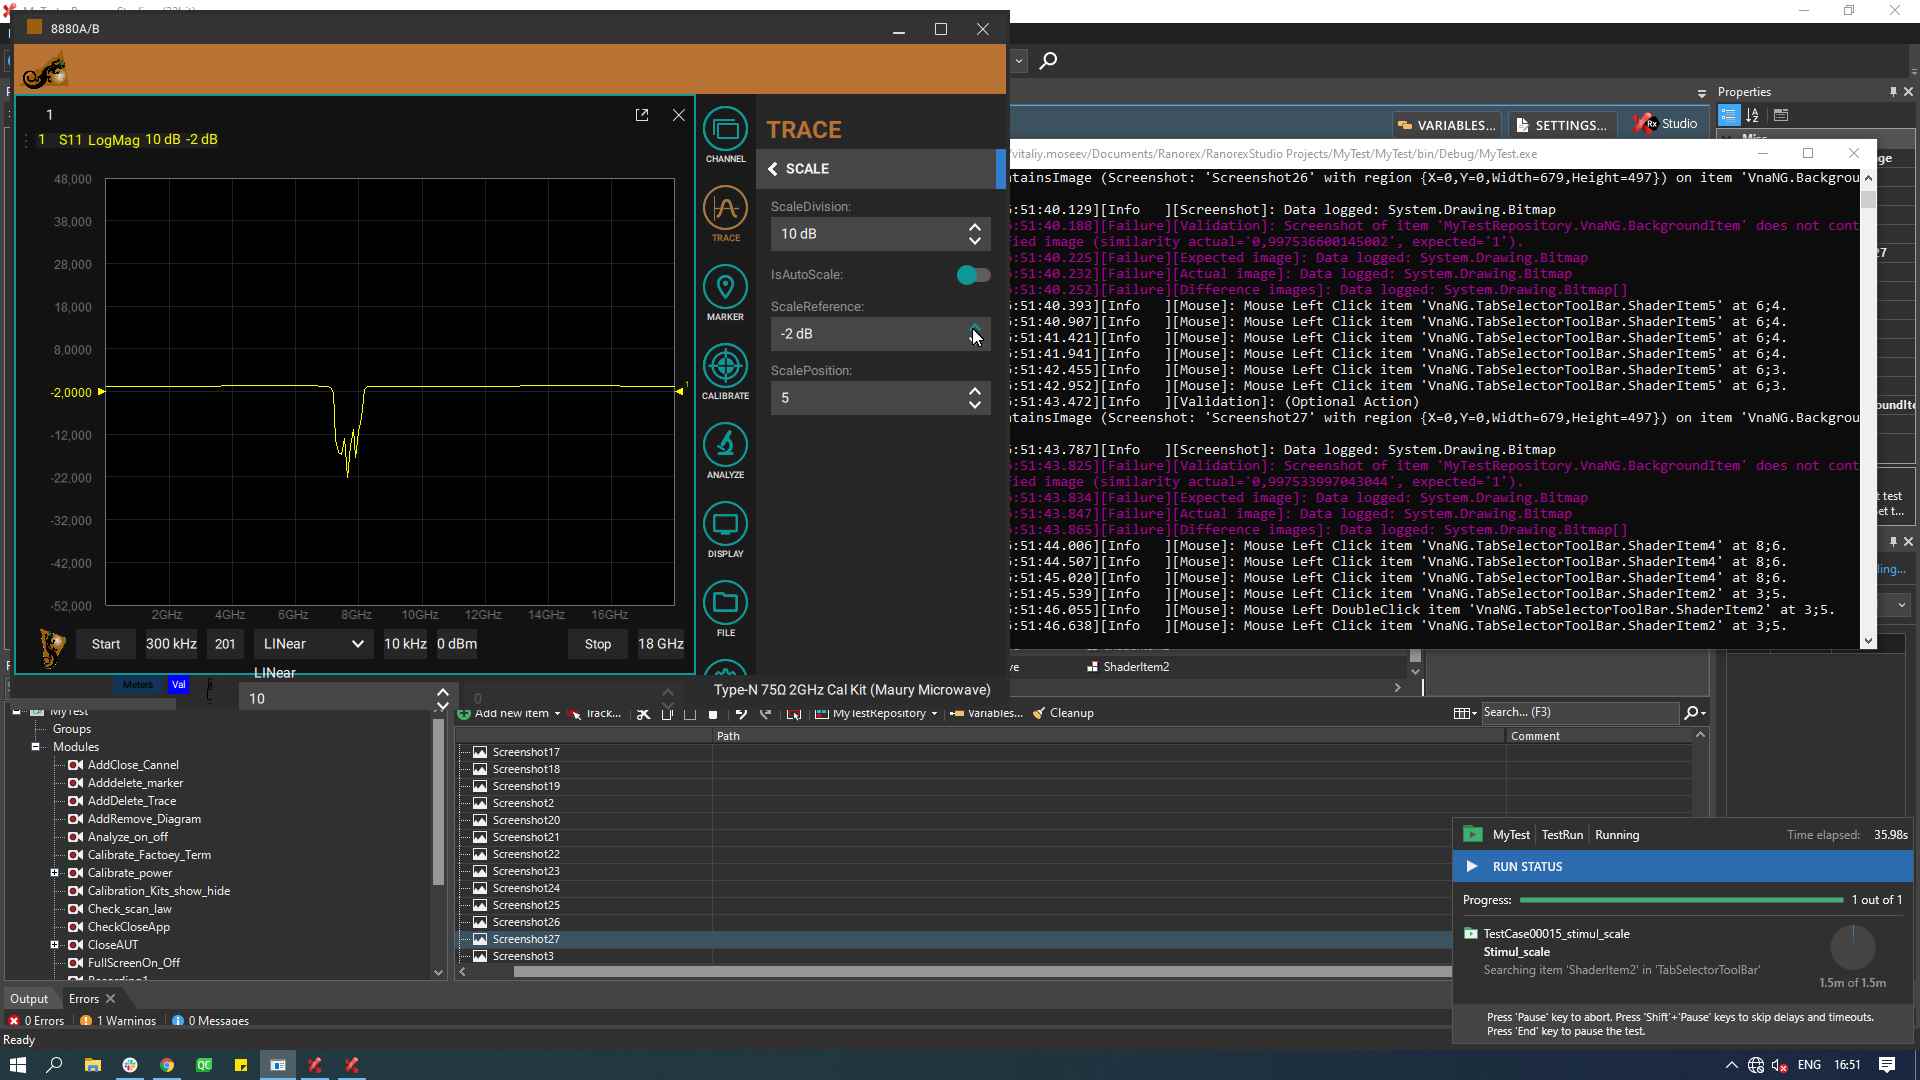 8880A/B
1
1 S11 LogMag 10 dB -2 dB
48,000
38,000
28,000
18,000
8,0000
-2,0000
-12,000
-22,000
-32,000
-42,000
-52,000
2GHz 4GHz 6GHz 8GHz 10GHz 12GHz 14GHz 16GHz
1
Start 300 kHz 201 LINear 10 kHz 0 dBm Stop 18 GHz
LINear
Meters Val
10
0
Type-N 75Ω 2GHz Cal Kit (Maury Microwave)
CHANNEL
TRACE
MARKER
CALIBRATE
ANALYZE
DISPLAY
FILE
TRACE
SCALE
ScaleDivision:
10 dB
IsAutoScale:
ScaleReference:
-2 dB
ScalePosition:
5
VARIABLES... SETTINGS... Rx Studio
Properties
Misc
/vitaliy.moseev/Documents/Ranorex/RanorexStudio Projects/MyTest/MyTest/bin/Debug/MyTest.exe
tainsImage (Screenshot: 'Screenshot26' with region {X=0,Y=0,Width=679,Height=497}) on item 'VnaNG.Backgrou
:51:40.129][Info ][Screenshot]: Data logged: System.Drawing.Bitmap
:51:40.188][Failure][Validation]: Screenshot of item 'MyTestRepository.VnaNG.BackgroundItem' does not cont
fied image (similarity actual='0,997536600145002', expected='1').
:51:40.225][Failure][Expected image]: Data logged: System.Drawing.Bitmap
:51:40.232][Failure][Actual image]: Data logged: System.Drawing.Bitmap
:51:40.252][Failure][Difference images]: Data logged: System.Drawing.Bitmap[]
:51:40.393][Info ][Mouse]: Mouse Left Click item 'VnaNG.TabSelectorToolBar.ShaderItem5' at 6;4.
:51:40.907][Info ][Mouse]: Mouse Left Click item 'VnaNG.TabSelectorToolBar.ShaderItem5' at 6;4.
:51:41.421][Info ][Mouse]: Mouse Left Click item 'VnaNG.TabSelectorToolBar.ShaderItem5' at 6;4.
:51:41.941][Info ][Mouse]: Mouse Left Click item 'VnaNG.TabSelectorToolBar.ShaderItem5' at 6;4.
:51:42.455][Info ][Mouse]: Mouse Left Click item 'VnaNG.TabSelectorToolBar.ShaderItem5' at 6;3.
:51:42.952][Info ][Mouse]: Mouse Left Click item 'VnaNG.TabSelectorToolBar.ShaderItem5' at 6;3.
:51:43.472][Info ][Validation]: (Optional Action)
tainsImage (Screenshot: 'Screenshot27' with region {X=0,Y=0,Width=679,Height=497}) on item 'VnaNG.Backgrou
:51:43.787][Info ][Screenshot]: Data logged: System.Drawing.Bitmap
:51:43.825][Failure][Validation]: Screenshot of item 'MyTestRepository.VnaNG.BackgroundItem' does not cont
fied image (similarity actual='0,997533997043044', expected='1').
:51:43.834][Failure][Expected image]: Data logged: System.Drawing.Bitmap
:51:43.847][Failure][Actual image]: Data logged: System.Drawing.Bitmap
:51:43.865][Failure][Difference images]: Data logged: System.Drawing.Bitmap[]
:51:44.006][Info ][Mouse]: Mouse Left Click item 'VnaNG.TabSelectorToolBar.ShaderItem4' at 8;6.
:51:44.507][Info ][Mouse]: Mouse Left Click item 'VnaNG.TabSelectorToolBar.ShaderItem4' at 8;6.
:51:45.020][Info ][Mouse]: Mouse Left Click item 'VnaNG.TabSelectorToolBar.ShaderItem4' at 8;6.
:51:45.539][Info ][Mouse]: Mouse Left Click item 'VnaNG.TabSelectorToolBar.ShaderItem2' at 3;5.
:51:46.055][Info ][Mouse]: Mouse Left DoubleClick item 'VnaNG.TabSelectorToolBar.ShaderItem2' at 3;5.
:51:46.638][Info ][Mouse]: Mouse Left Click item 'VnaNG.TabSelectorToolBar.ShaderItem2' at 3;5.
ge
27
oundIte
t test
et t...
ding...
ve ShaderItem2
MyTest
Groups
Modules
AddClose_Cannel
Adddelete_marker
AddDelete_Trace
AddRemove_Diagram
Analyze_on_off
Calibrate_Factoey_Term
Calibrate_power
Calibration_Kits_show_hide
Check_scan_law
CheckCloseApp
CloseAUT
FullScreenOn_Off
Recording1
Add new item Track... MyTestRepository Variables... Cleanup Search... (F3)
Path Comment
Screenshot17
Screenshot18
Screenshot19
Screenshot2
Screenshot20
Screenshot21
Screenshot22
Screenshot23
Screenshot24
Screenshot25
Screenshot26
Screenshot27
Screenshot3
MyTest TestRun Running Time elapsed: 35.98s
RUN STATUS
Progress: 1 out of 1
TestCase00015_stimul_scale
Stimul_scale
Searching item 'ShaderItem2' in 'TabSelectorToolBar'
1.5m of 1.5m
Press 'Pause' key to abort. Press 'Shift'+'Pause' keys to skip delays and timeouts.
Press 'End' key to pause the test.
Output Errors
0 Errors 1 Warnings 0 Messages
Ready
ENG 16:51